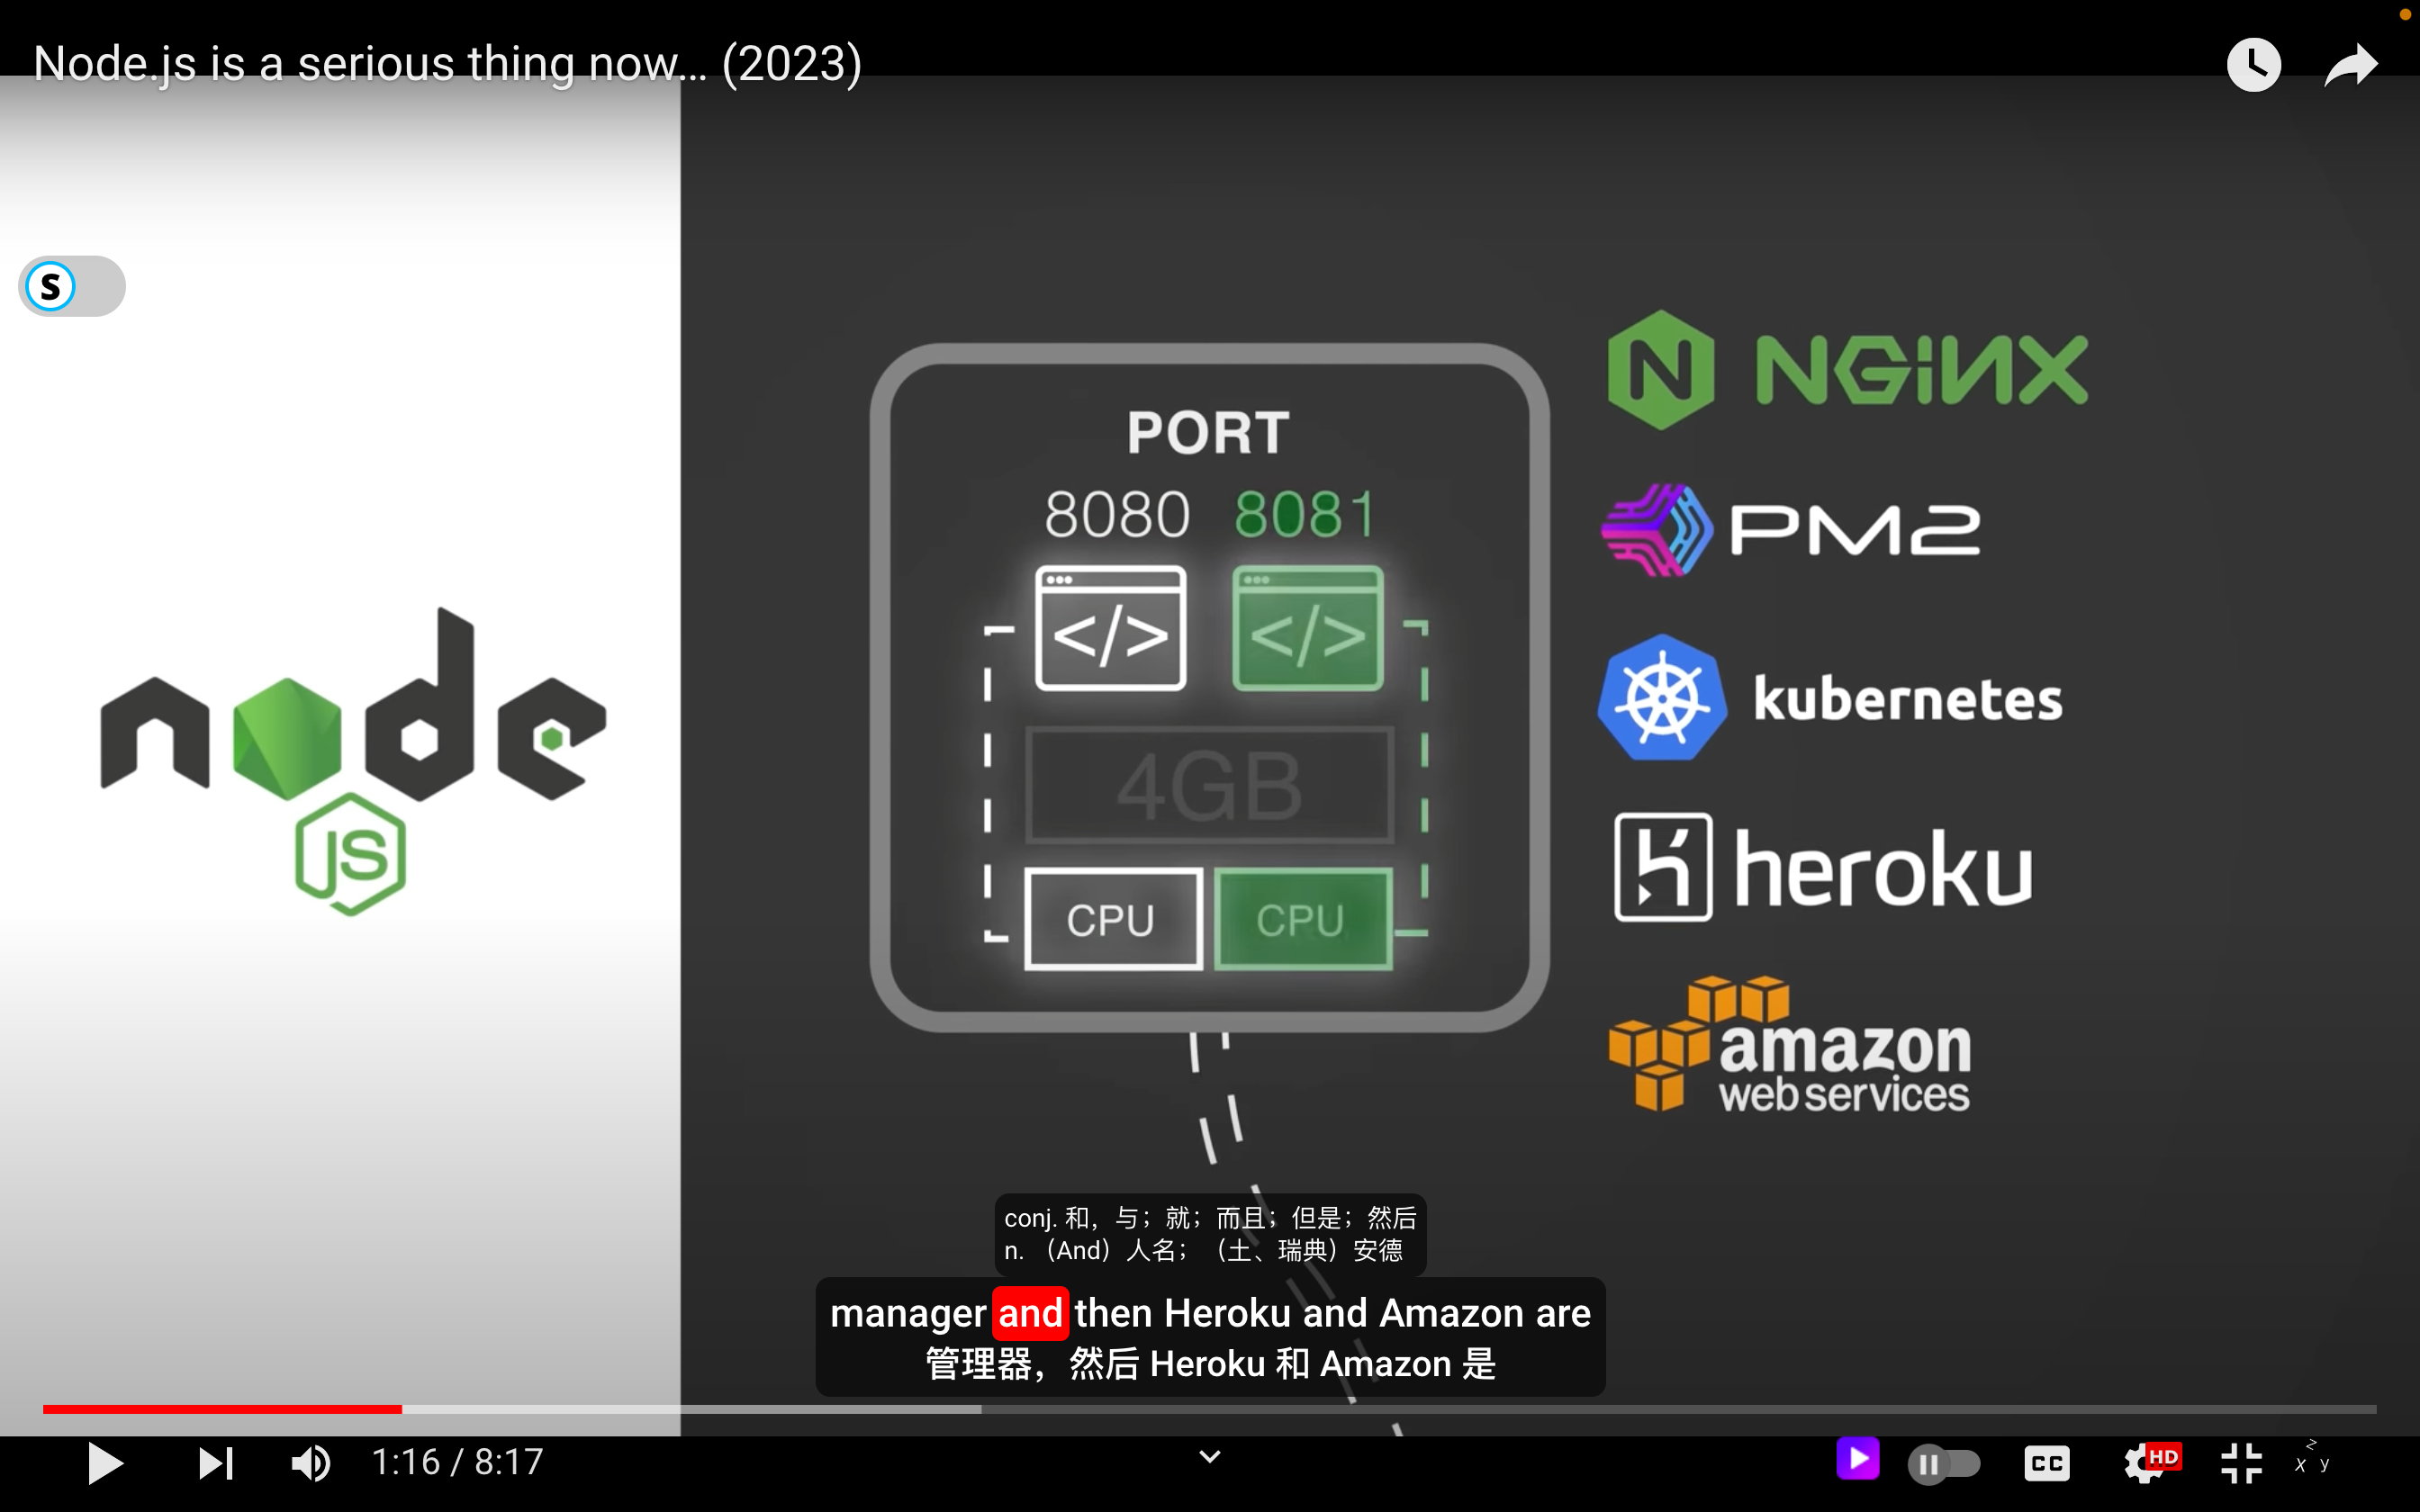 Node.js is a serious thing now... (2023)
S
node
JS
PORT
8080 8081
</> </>
4GB
CPU CPU
N NGINX
PM2
kubernetes
heroku
amazon
web services
conj. 和，与；就；而且；但是；然后
n. （And）人名；（土、瑞典）安德
manager and then Heroku and Amazon are
管理器，然后 Heroku 和 Amazon 是
1:16 / 8:17
CC
HD
> x y